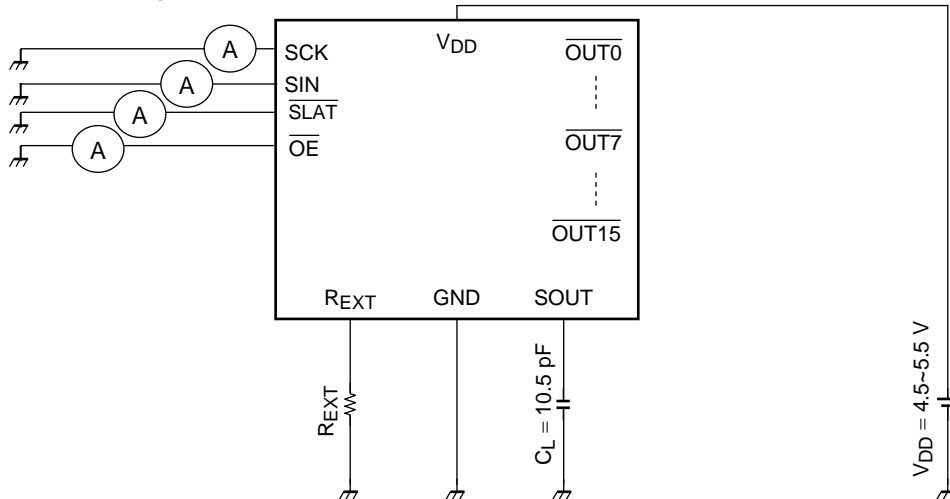 A
A
A
A
SCK
SIN
SLAT
OE
VDD
OUT0
OUT7
OUT15
REXT
GND
SOUT
REXT
CL = 10.5 pF
VDD = 4.5~5.5 V